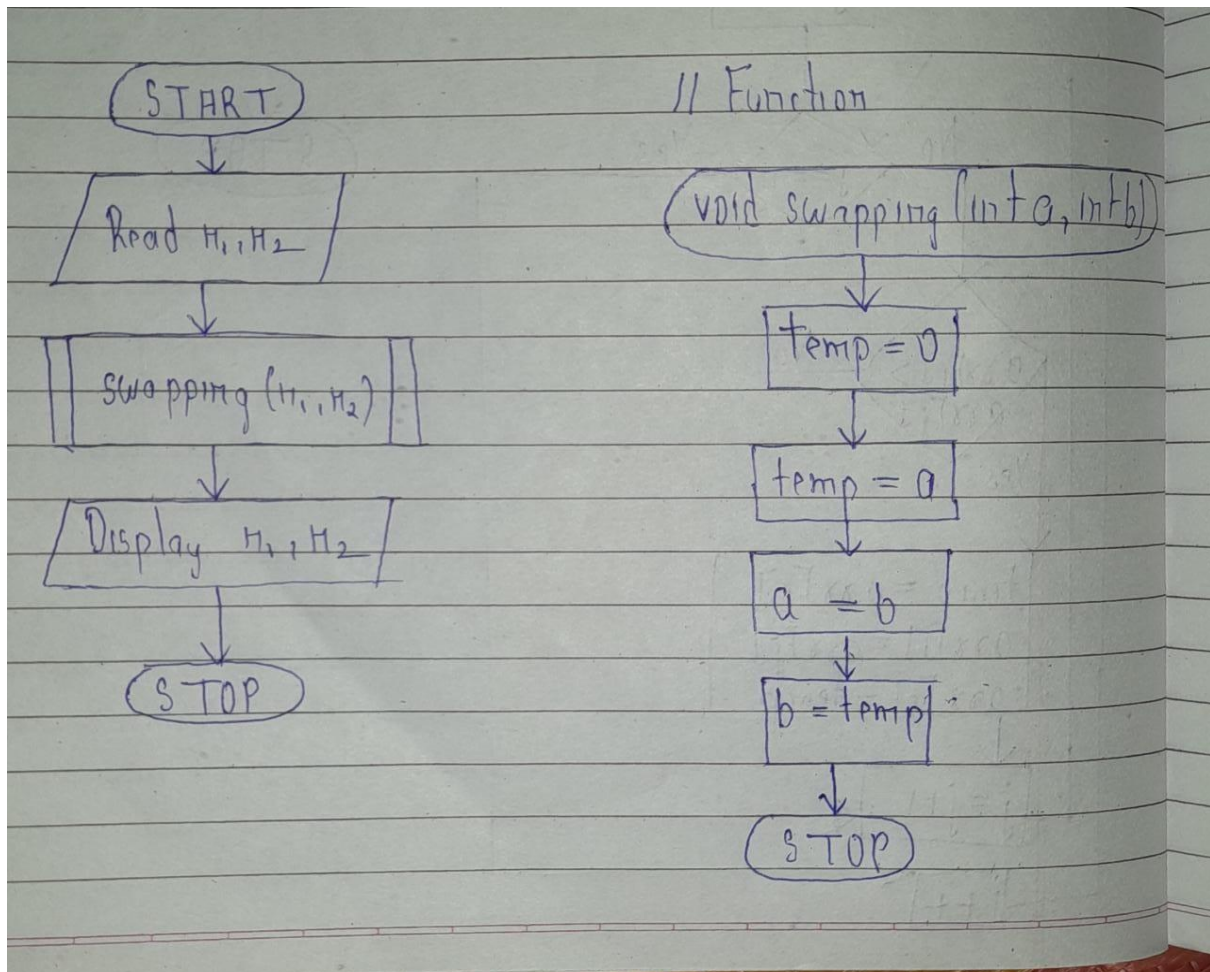 START
Read n1, n2
swapping (n1, n2)
Display n1, n2
STOP
// Function
void swapping (int a, int b)
temp = 0
temp = a
a = b
b = temp
STOP